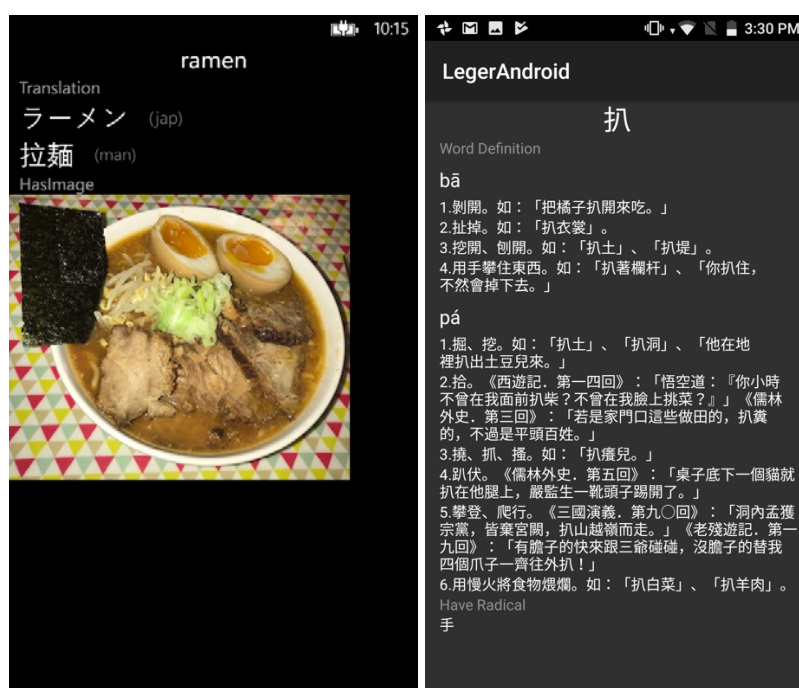 10:15
ramen
Translation
ラーメン (jap)
拉麺 (man)
HasImage
3:30 PM
LegerAndroid
扒
Word Definition
bā
1.剝開。如：「把橘子扒開來吃。」
2.扯掉。如：「扒衣裳」。
3.挖開、刨開。如：「扒土」、「扒堤」。
4.用手攀住東西。如：「扒著欄杆」、「你扒住，
不然會掉下去。」
pá
1.掘、挖。如：「扒土」、「扒洞」、「他在地
裡扒出土豆兒來。」
2.拾。《西遊記．第一四回》：「悟空道：『你小時
不曾在我面前扒柴？不曾在我臉上挑菜？』」《儒林
外史．第三回》：「若是家門口這些做田的，扒糞
的，不過是平頭百姓。」
3.撓、抓、搔。如：「扒癢兒。」
4.趴伏。《儒林外史．第五回》：「桌子底下一個貓就
扒在他腿上，嚴監生一靴頭子踢開了。」
5.攀登、爬行。《三國演義．第九○回》：「洞內孟獲
宗黨，皆棄宮闕，扒山越嶺而走。」《老殘遊記．第一
九回》：「有膽子的快來跟三爺碰碰，沒膽子的替我
四個爪子一齊往外扒！」
6.用慢火將食物煨爛。如：「扒白菜」、「扒羊肉」。
Have Radical
手